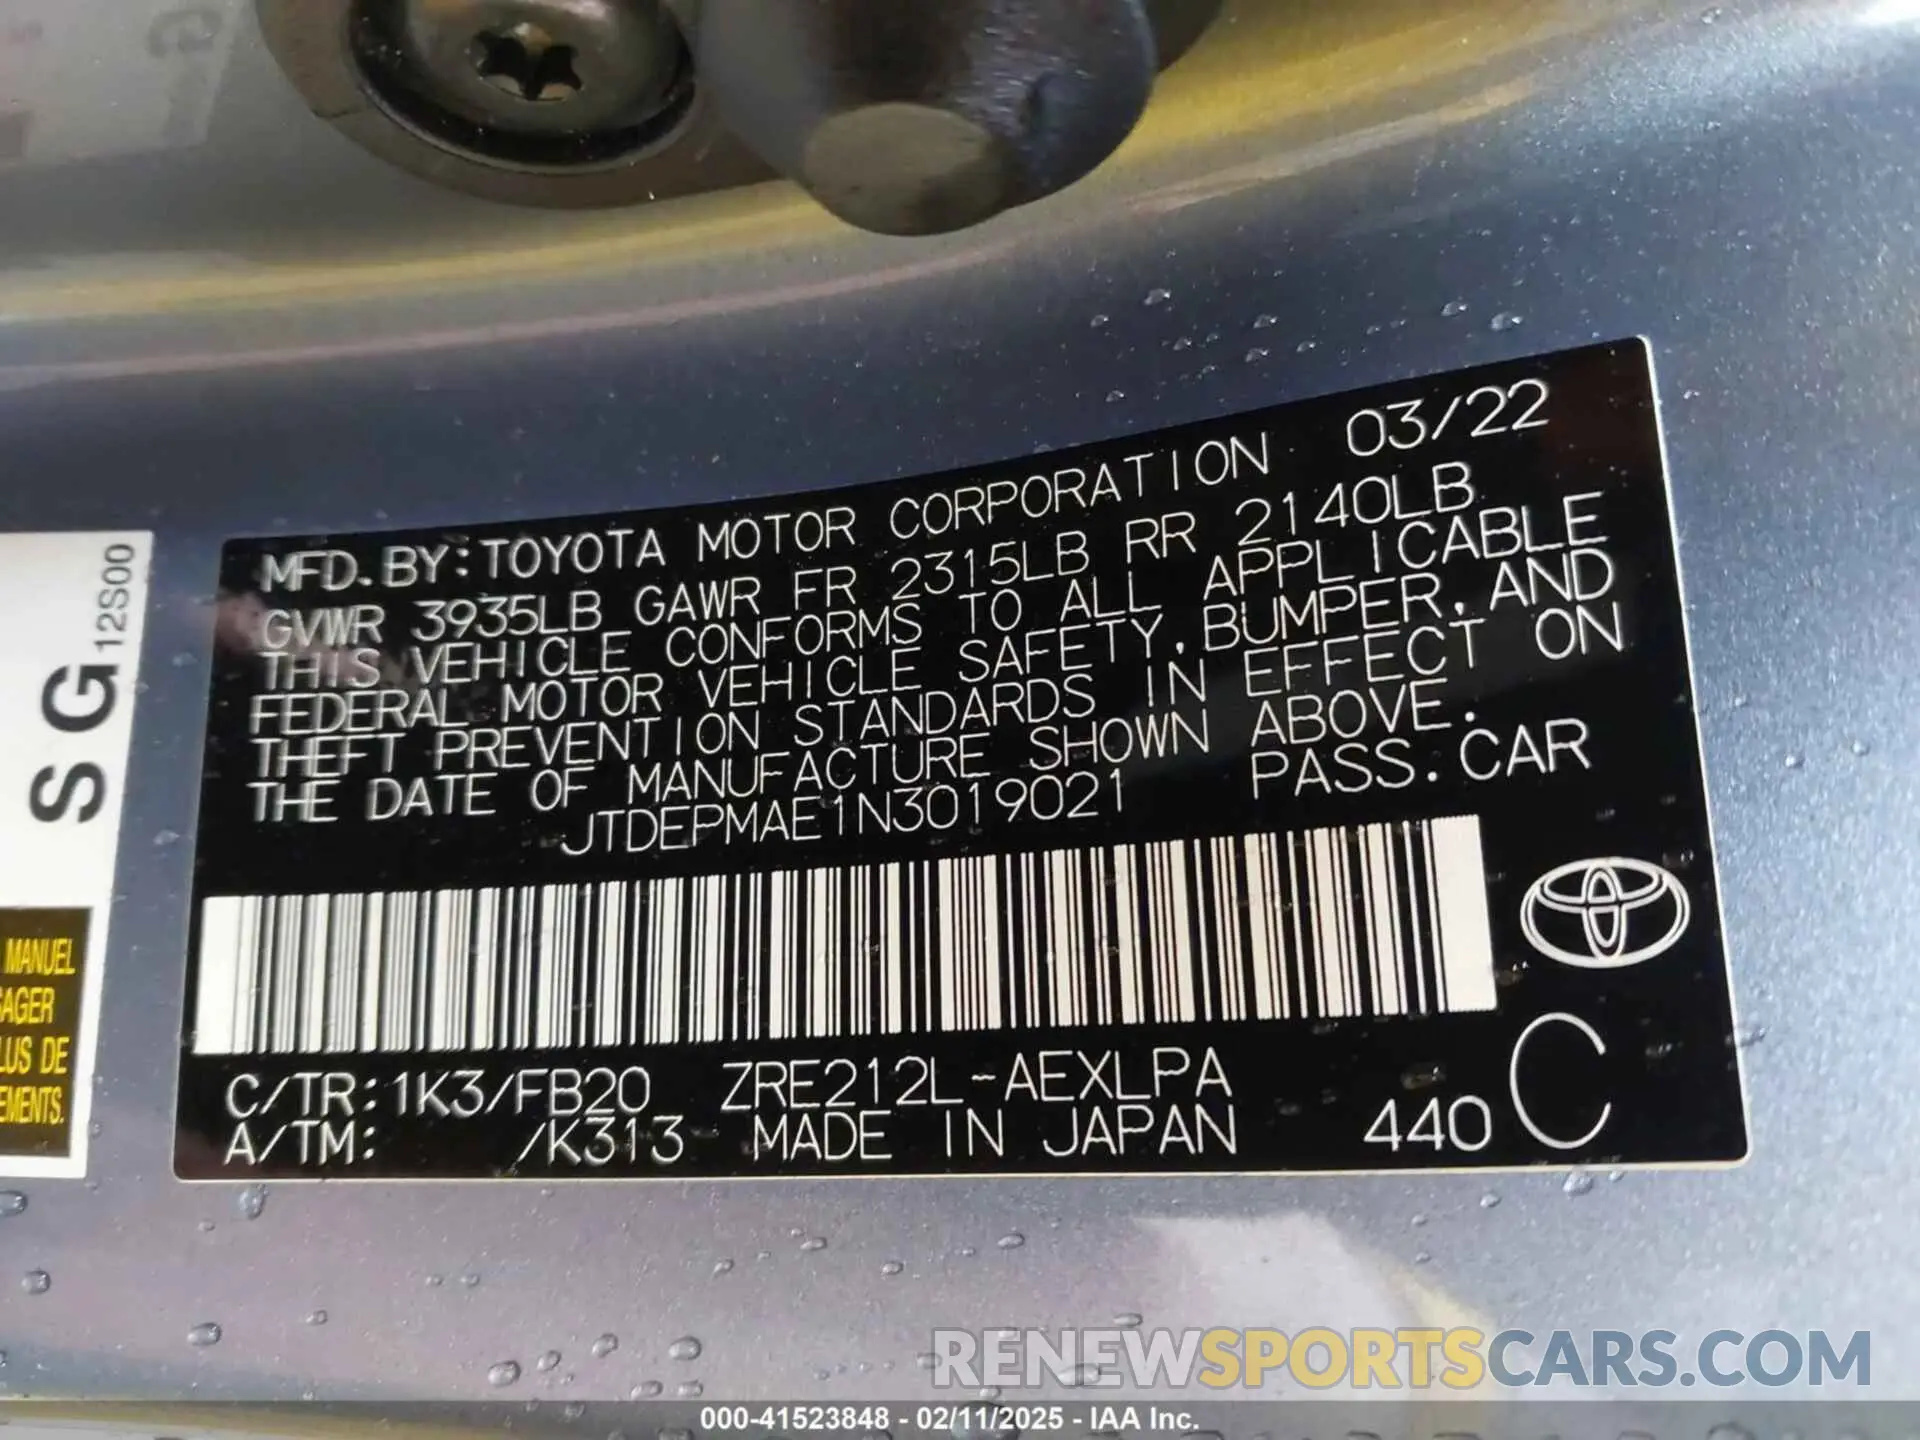 MFD. BY: TOYOTA MOTOR CORPORATION 03/22
GVWR 3935LB GAWR FR 2315LB RR 2140LB
THIS VEHICLE CONFORMS TO ALL APPLICABLE
FEDERAL MOTOR VEHICLE SAFETY, BUMPER, AND
THEFT PREVENTION STANDARDS IN EFFECT ON
THE DATE OF MANUFACTURE SHOWN ABOVE.
JTDEPMAE1N3019021 PASS. CAR
C/TR: 1K3/FB20 ZRE212L-AEXLPA
A/TM: /K313 MADE IN JAPAN 440 C
SG 12S00
MANUEL
LUS DE
RENEWSPORTSCARS.COM
000-41523848 - 02/11/2025 - IAA Inc.